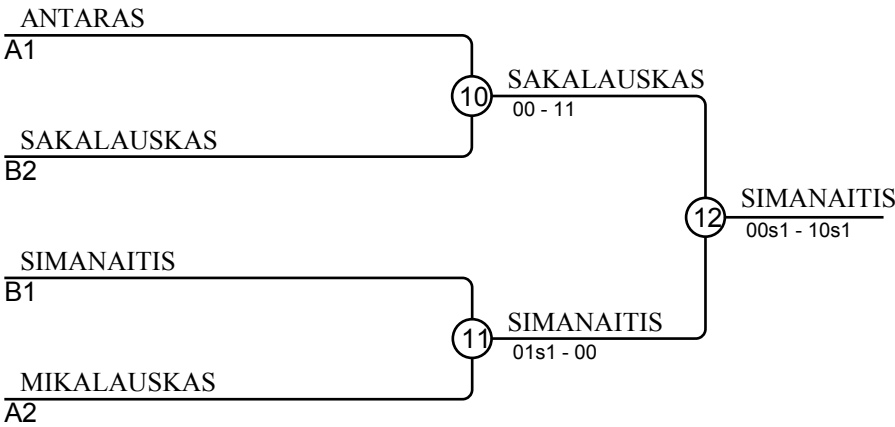 ANTARAS
A1
10
SAKALAUSKAS
00 - 11
SAKALAUSKAS
B2
12
SIMANAITIS
00s1 - 10s1
SIMANAITIS
B1
11
SIMANAITIS
01s1 - 00
MIKALAUSKAS
A2